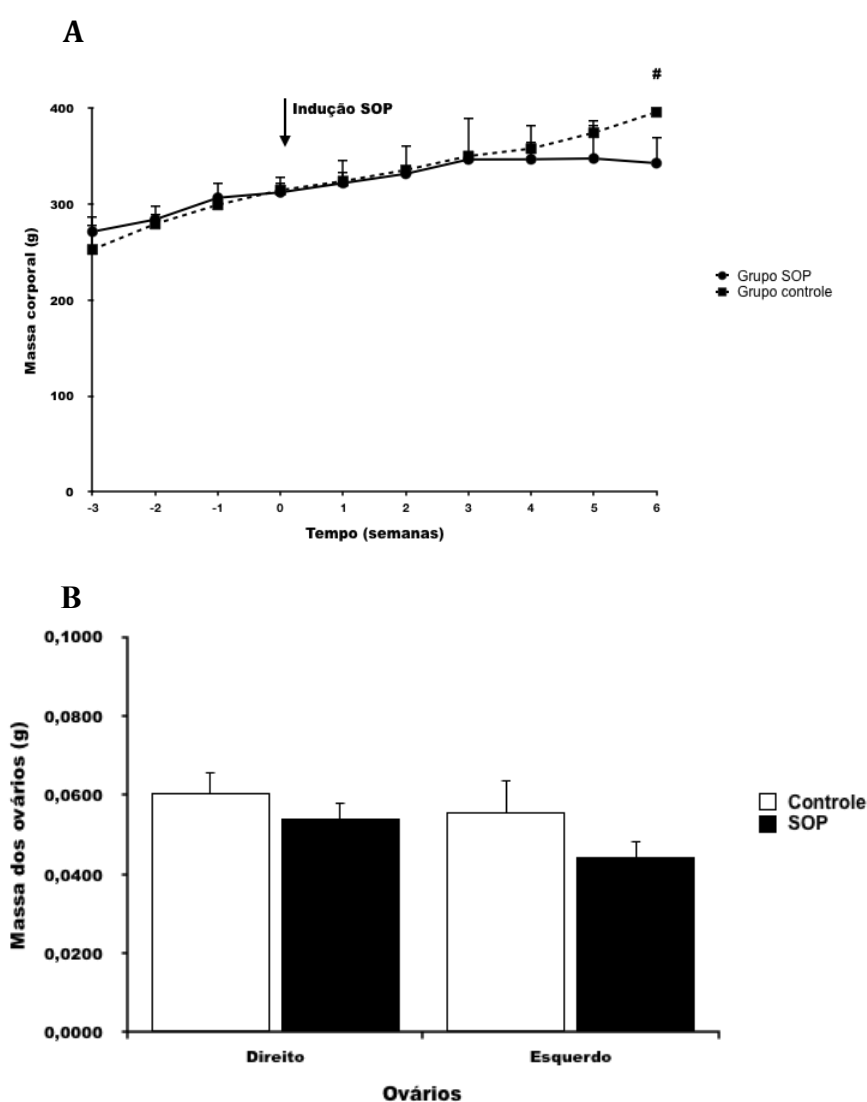 A
#
400
Indução SOP
300
Massa corporal (g)
200
100
0
-3 -2 -1 0 1 2 3 4 5 6
Tempo (semanas)
Grupo SOP
Grupo controle
B
0,1000
0,0800
0,0600
0,0400
0,0200
0,0000
Massa dos ovários (g)
Direito Esquerdo
Ovários
Controle
SOP